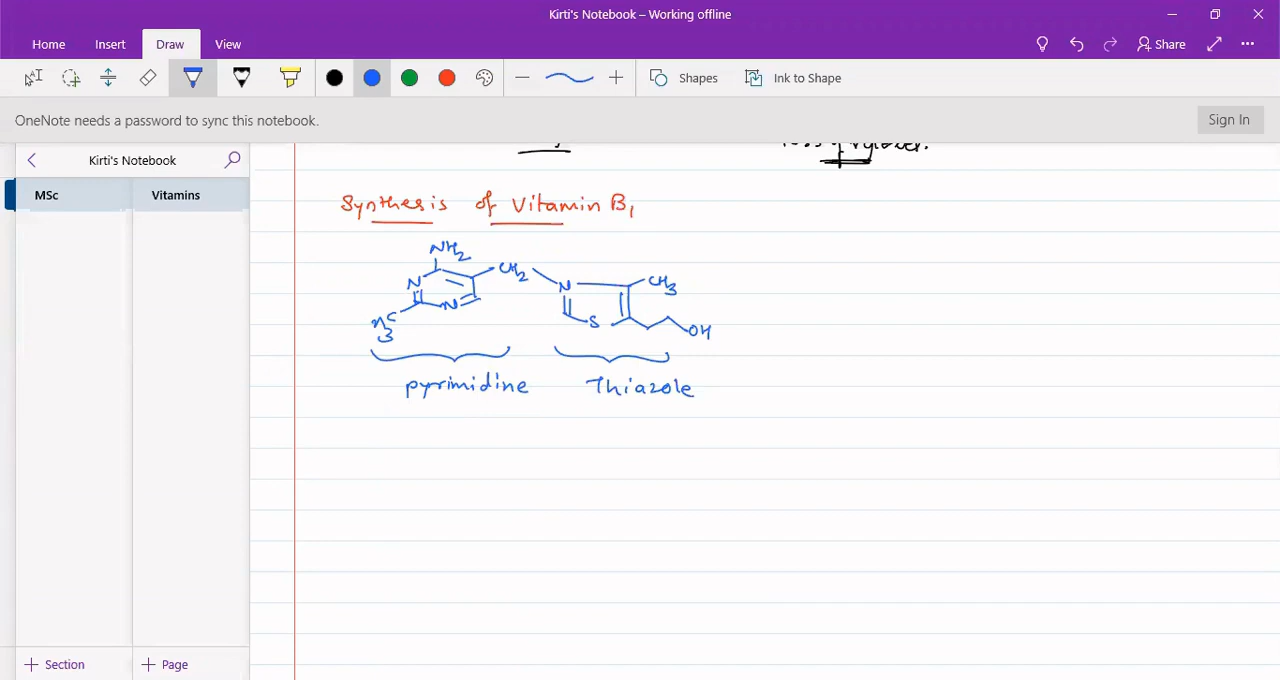 Kirti's Notebook – Working offline
Home Insert Draw View Share
Shapes Ink to Shape
OneNote needs a password to sync this notebook. Sign In
Kirti's Notebook
MSc Vitamins
Synthesis of Vitamin B1
NH2
N CH2 N CH3
N
H3C S OH
pyrimidine Thiazole
+ Section + Page